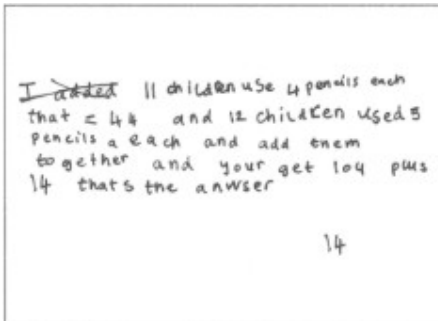 I added 11 children use 4 pencils each
that = 44 and 12 children used 5
pencils a each and add them
together and your get 104 plus
14 thats the anwser
14